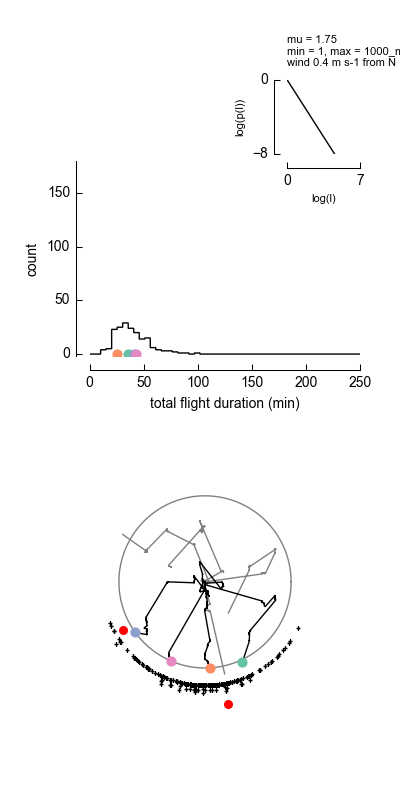 mu = 1.75
min = 1, max = 1000_m
wind 0.4 m s-1 from N
0
−8
log(p(l))
0 7
log(l)
150
100
50
0
count
0 50 100 150 200 250
total flight duration (min)